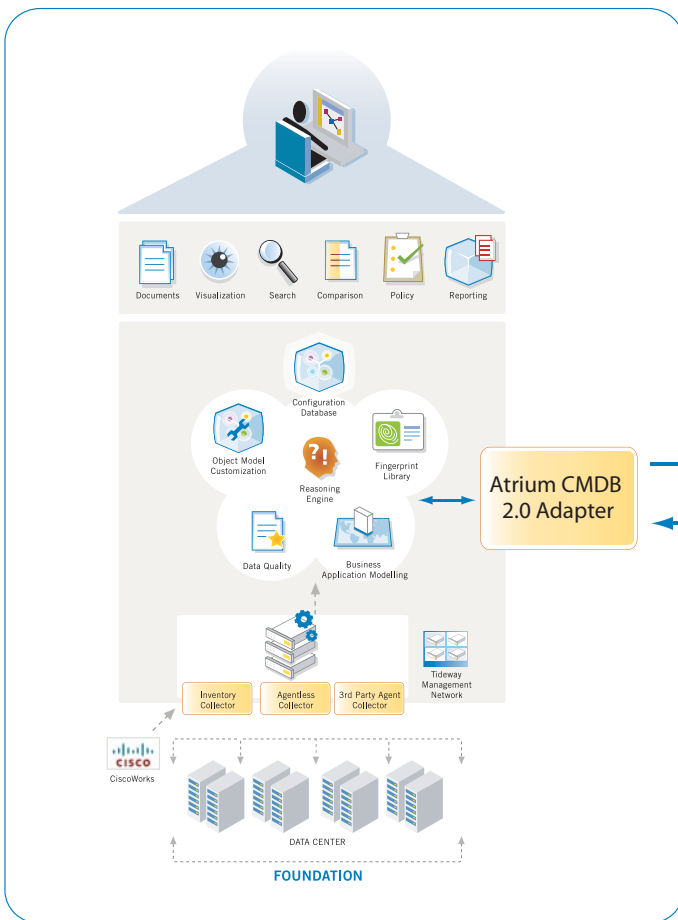 Documents Visualization Search Comparison Policy Reporting
Configuration
Database
Object Model
Customization
?!
Reasoning
Engine
Fingerprint
Library
Atrium CMDB
2.0 Adapter
Data Quality
Business
Application Modelling
Tideway
Management
Network
Inventory
Collector
Agentless
Collector
3rd Party Agent
Collector
CISCO
CiscoWorks
DATA CENTER
FOUNDATION